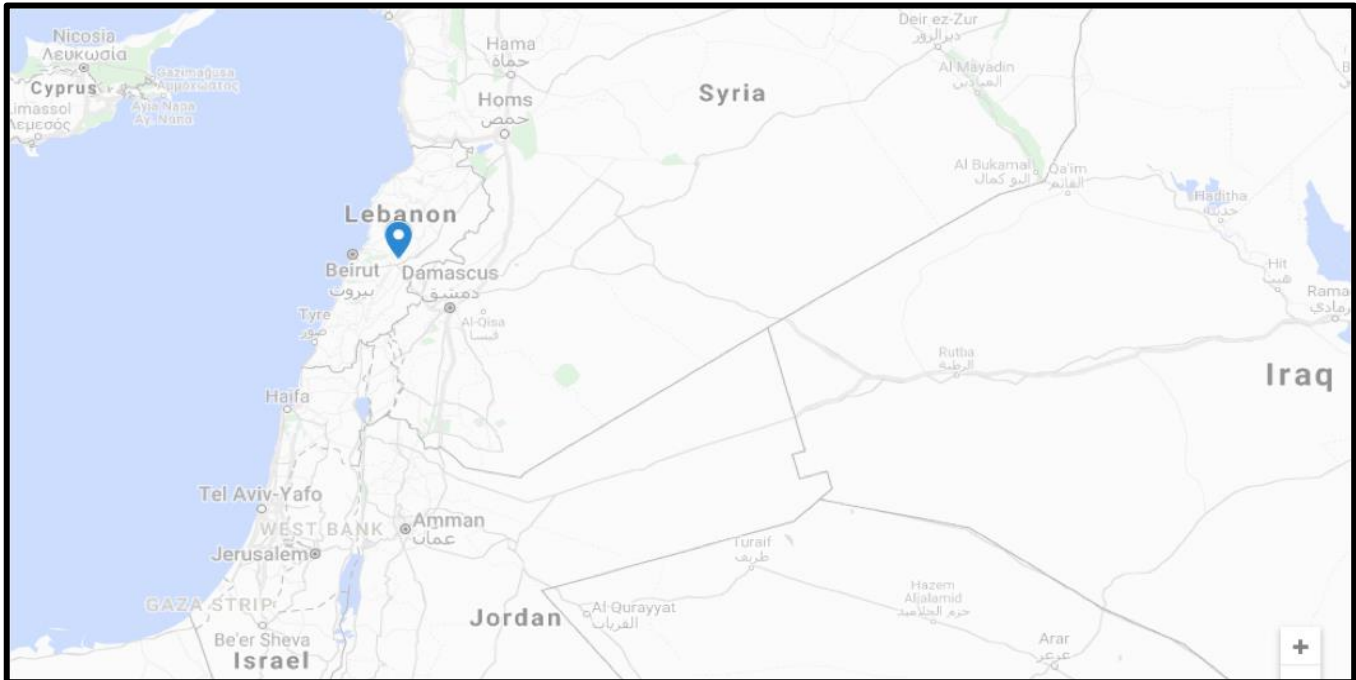 Nicosia
Λευκωσία
Cyprus
imassol
Λεμεσός
Gazimağusa
Αμμόχωστος
Ayia Napa
Αγ. Νάπα
Hama
حماة
Homs
حمص
Syria
Deir ez-Zur
ديرالزور
Al Mayadin
الميادين
Al Bukamal
البو كمال
Qa'im
القائم
Haditha
حديثة
Hit
هيت
Rama
رمادي
Iraq
Lebanon
Beirut
بيروت
Damascus
دمشق
Tyre
صور
Al-Qisa
قيسا
Rutba
الرطبة
Haifa
Tel Aviv-Yafo
WEST BANK
Jerusalem
Amman
عمان
GAZA STRIP
Be'er Sheva
Israel
Jordan
Turaif
طريف
Al Qurayyat
القريات
Hazem
Aljalamid
حزم الجلاميد
Arar
عرعر
+